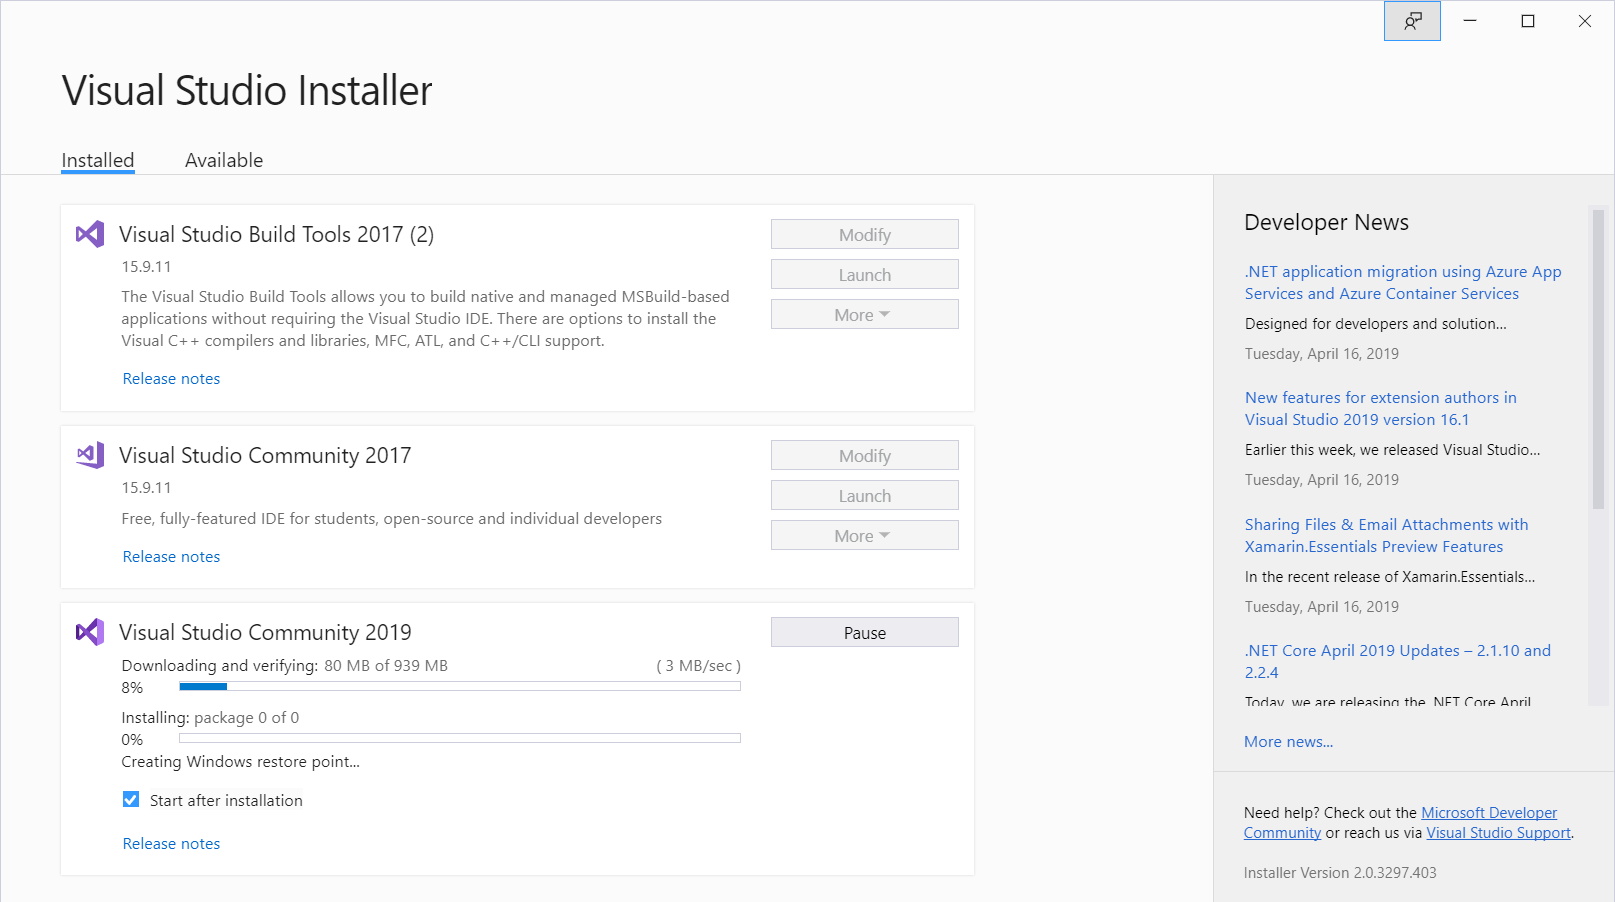 Visual Studio Installer
Installed
Available
Visual Studio Build Tools 2017 (2)
15.9.11
The Visual Studio Build Tools allows you to build native and managed MSBuild-based
applications without requiring the Visual Studio IDE. There are options to install the
Visual C++ compilers and libraries, MFC, ATL, and C++/CLI support.
Release notes
Modify
Launch
More
Visual Studio Community 2017
15.9.11
Free, fully-featured IDE for students, open-source and individual developers
Release notes
Modify
Launch
More
Visual Studio Community 2019
Downloading and verifying: 80 MB of 939 MB
( 3 MB/sec )
8%
Installing: package 0 of 0
0%
Creating Windows restore point...
Start after installation
Release notes
Pause
Developer News
.NET application migration using Azure App
Services and Azure Container Services
Designed for developers and solution...
Tuesday, April 16, 2019
New features for extension authors in
Visual Studio 2019 version 16.1
Earlier this week, we released Visual Studio...
Tuesday, April 16, 2019
Sharing Files & Email Attachments with
Xamarin.Essentials Preview Features
In the recent release of Xamarin.Essentials...
Tuesday, April 16, 2019
.NET Core April 2019 Updates – 2.1.10 and
2.2.4
Today, we are releasing the .NET Core April
More news...
Need help? Check out the Microsoft Developer
Community or reach us via Visual Studio Support.
Installer Version 2.0.3297.403